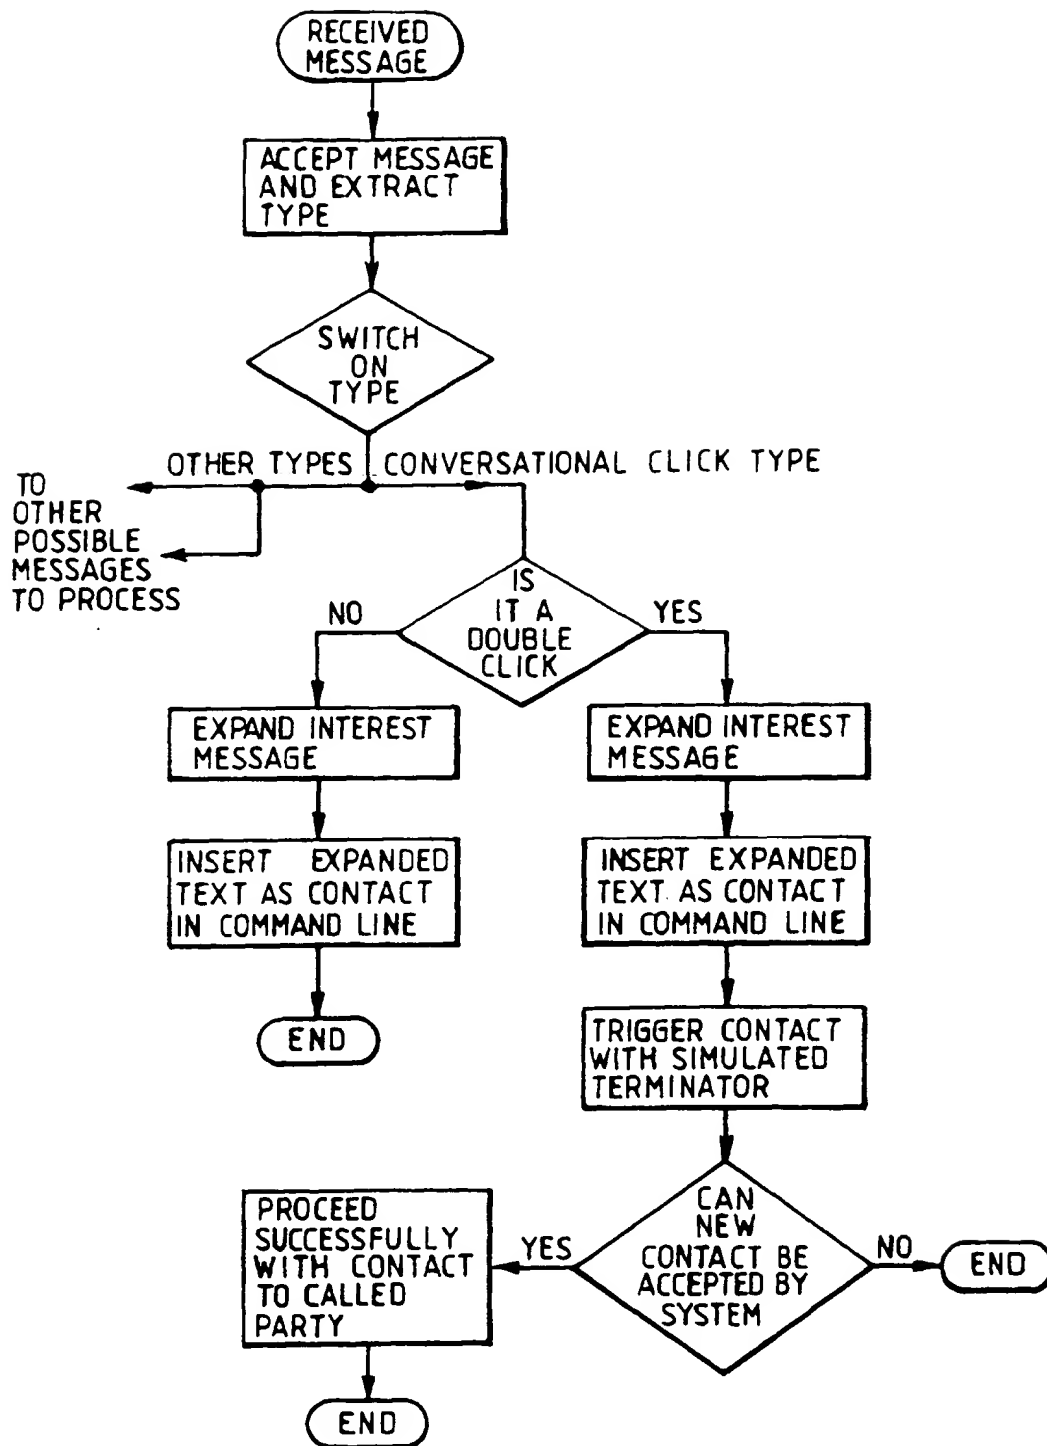 RECEIVED
MESSAGE
ACCEPT MESSAGE
AND EXTRACT
TYPE
SWITCH
ON
TYPE
OTHER TYPES
CONVERSATIONAL CLICK TYPE
TO
OTHER
POSSIBLE
MESSAGES
TO PROCESS
IS
IT A
DOUBLE
CLICK
NO
YES
EXPAND INTEREST
MESSAGE
EXPAND INTEREST
MESSAGE
INSERT EXPANDED
TEXT AS CONTACT
IN COMMAND LINE
INSERT EXPANDED
TEXT AS CONTACT
IN COMMAND LINE
END
TRIGGER CONTACT
WITH SIMULATED
TERMINATOR
CAN
NEW
CONTACT BE
ACCEPTED BY
SYSTEM
YES
NO
END
PROCEED
SUCCESSFULLY
WITH CONTACT
TO CALLED
PARTY
END